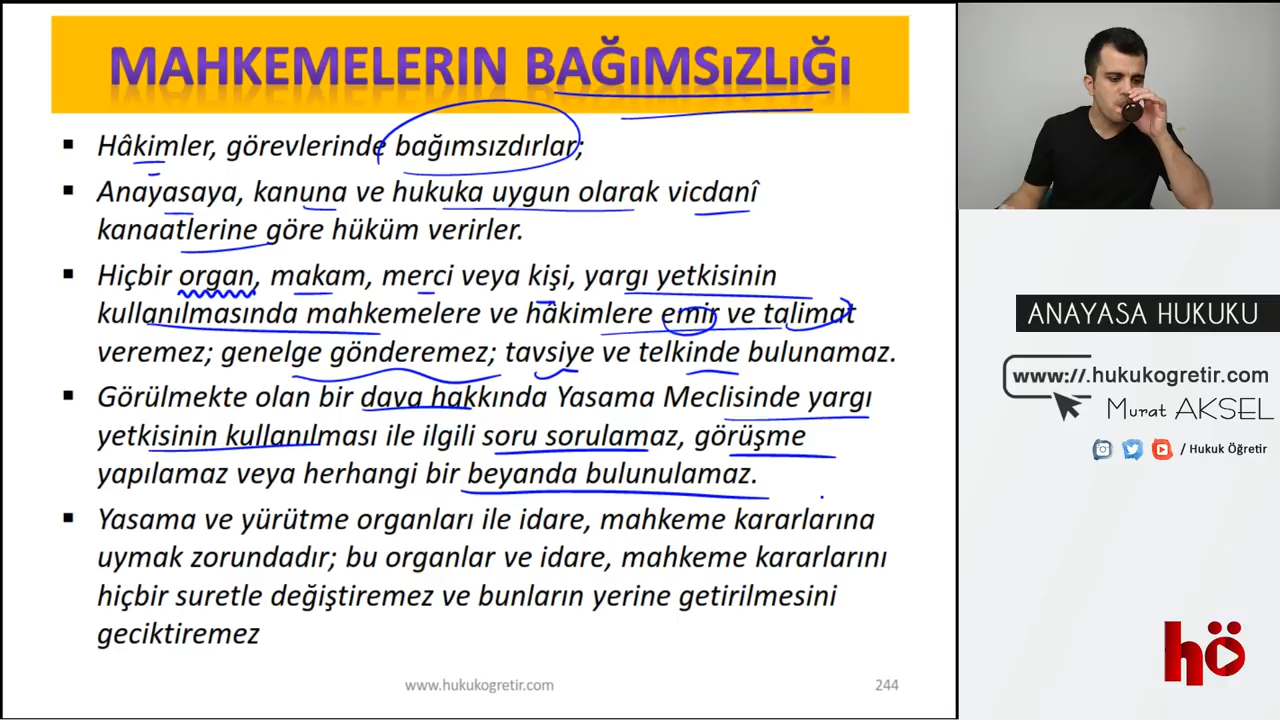 MAHKEMELERIN BAĞıMSıZLıĞı
▪ Hâkimler, görevlerinde bağımsızdırlar;
▪ Anayasaya, kanuna ve hukuka uygun olarak vicdanî
kanaatlerine göre hüküm verirler.
▪ Hiçbir organ, makam, merci veya kişi, yargı yetkisinin
kullanılmasında mahkemelere ve hâkimlere emir ve talimat
veremez; genelge gönderemez; tavsiye ve telkinde bulunamaz.
▪ Görülmekte olan bir dava hakkında Yasama Meclisinde yargı
yetkisinin kullanılması ile ilgili soru sorulamaz, görüşme
yapılamaz veya herhangi bir beyanda bulunulamaz.
▪ Yasama ve yürütme organları ile idare, mahkeme kararlarına
uymak zorundadır; bu organlar ve idare, mahkeme kararlarını
hiçbir suretle değiştiremez ve bunların yerine getirilmesini
geciktiremez
www.hukukogretir.com
244
ANAYASA HUKUKU
www://.hukukogretir.com
Murat AKSEL
/ Hukuk Öğretir
hö